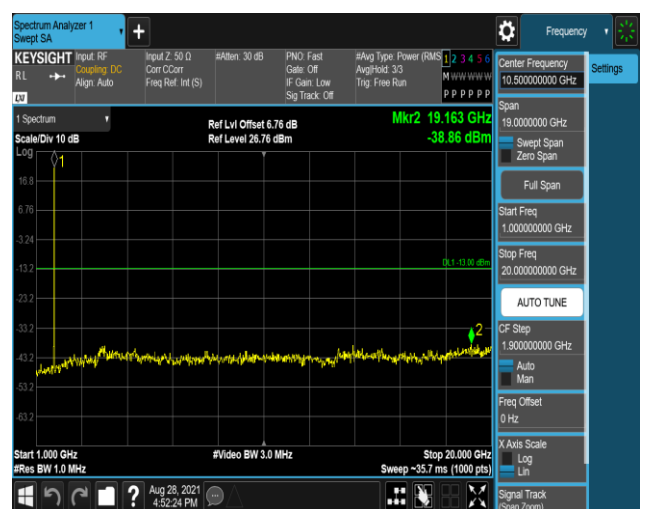 Spectrum Analyzer 1
Swept SA
+
Frequency
KEYSIGHT
RL
LXI
Input: RF
Coupling: DC
Align: Auto
Input Z: 50 Ω
Corr CCorr
Freq Ref: Int (S)
#Atten: 30 dB
PNO: Fast
Gate: Off
IF Gain: Low
Sig Track: Off
#Avg Type: Power (RMS
Avg|Hold: 3/3
Trig: Free Run
1 2 3 4 5 6
M W W W W W
P P P P P P
Center Frequency
10.500000000 GHz
Settings
Span
19.0000000 GHz
Swept Span
Zero Span
Full Span
Start Freq
1.000000000 GHz
Stop Freq
20.000000000 GHz
AUTO TUNE
CF Step
1.900000000 GHz
Auto
Man
Freq Offset
0 Hz
X Axis Scale
Log
Lin
Signal Track
(Span Zoom)
1 Spectrum
Scale/Div 10 dB
Log
Ref Lvl Offset 6.76 dB
Ref Level 26.76 dBm
Mkr2 19.163 GHz
-38.86 dBm
1
16.8
6.76
-3.24
-13.2
DL1 -13.00 dBm
-23.2
-33.2
2
-43.2
-53.2
-63.2
Start 1.000 GHz
#Res BW 1.0 MHz
#Video BW 3.0 MHz
Stop 20.000 GHz
Sweep ~35.7 ms (1000 pts)
?
Aug 28, 2021
4:52:24 PM